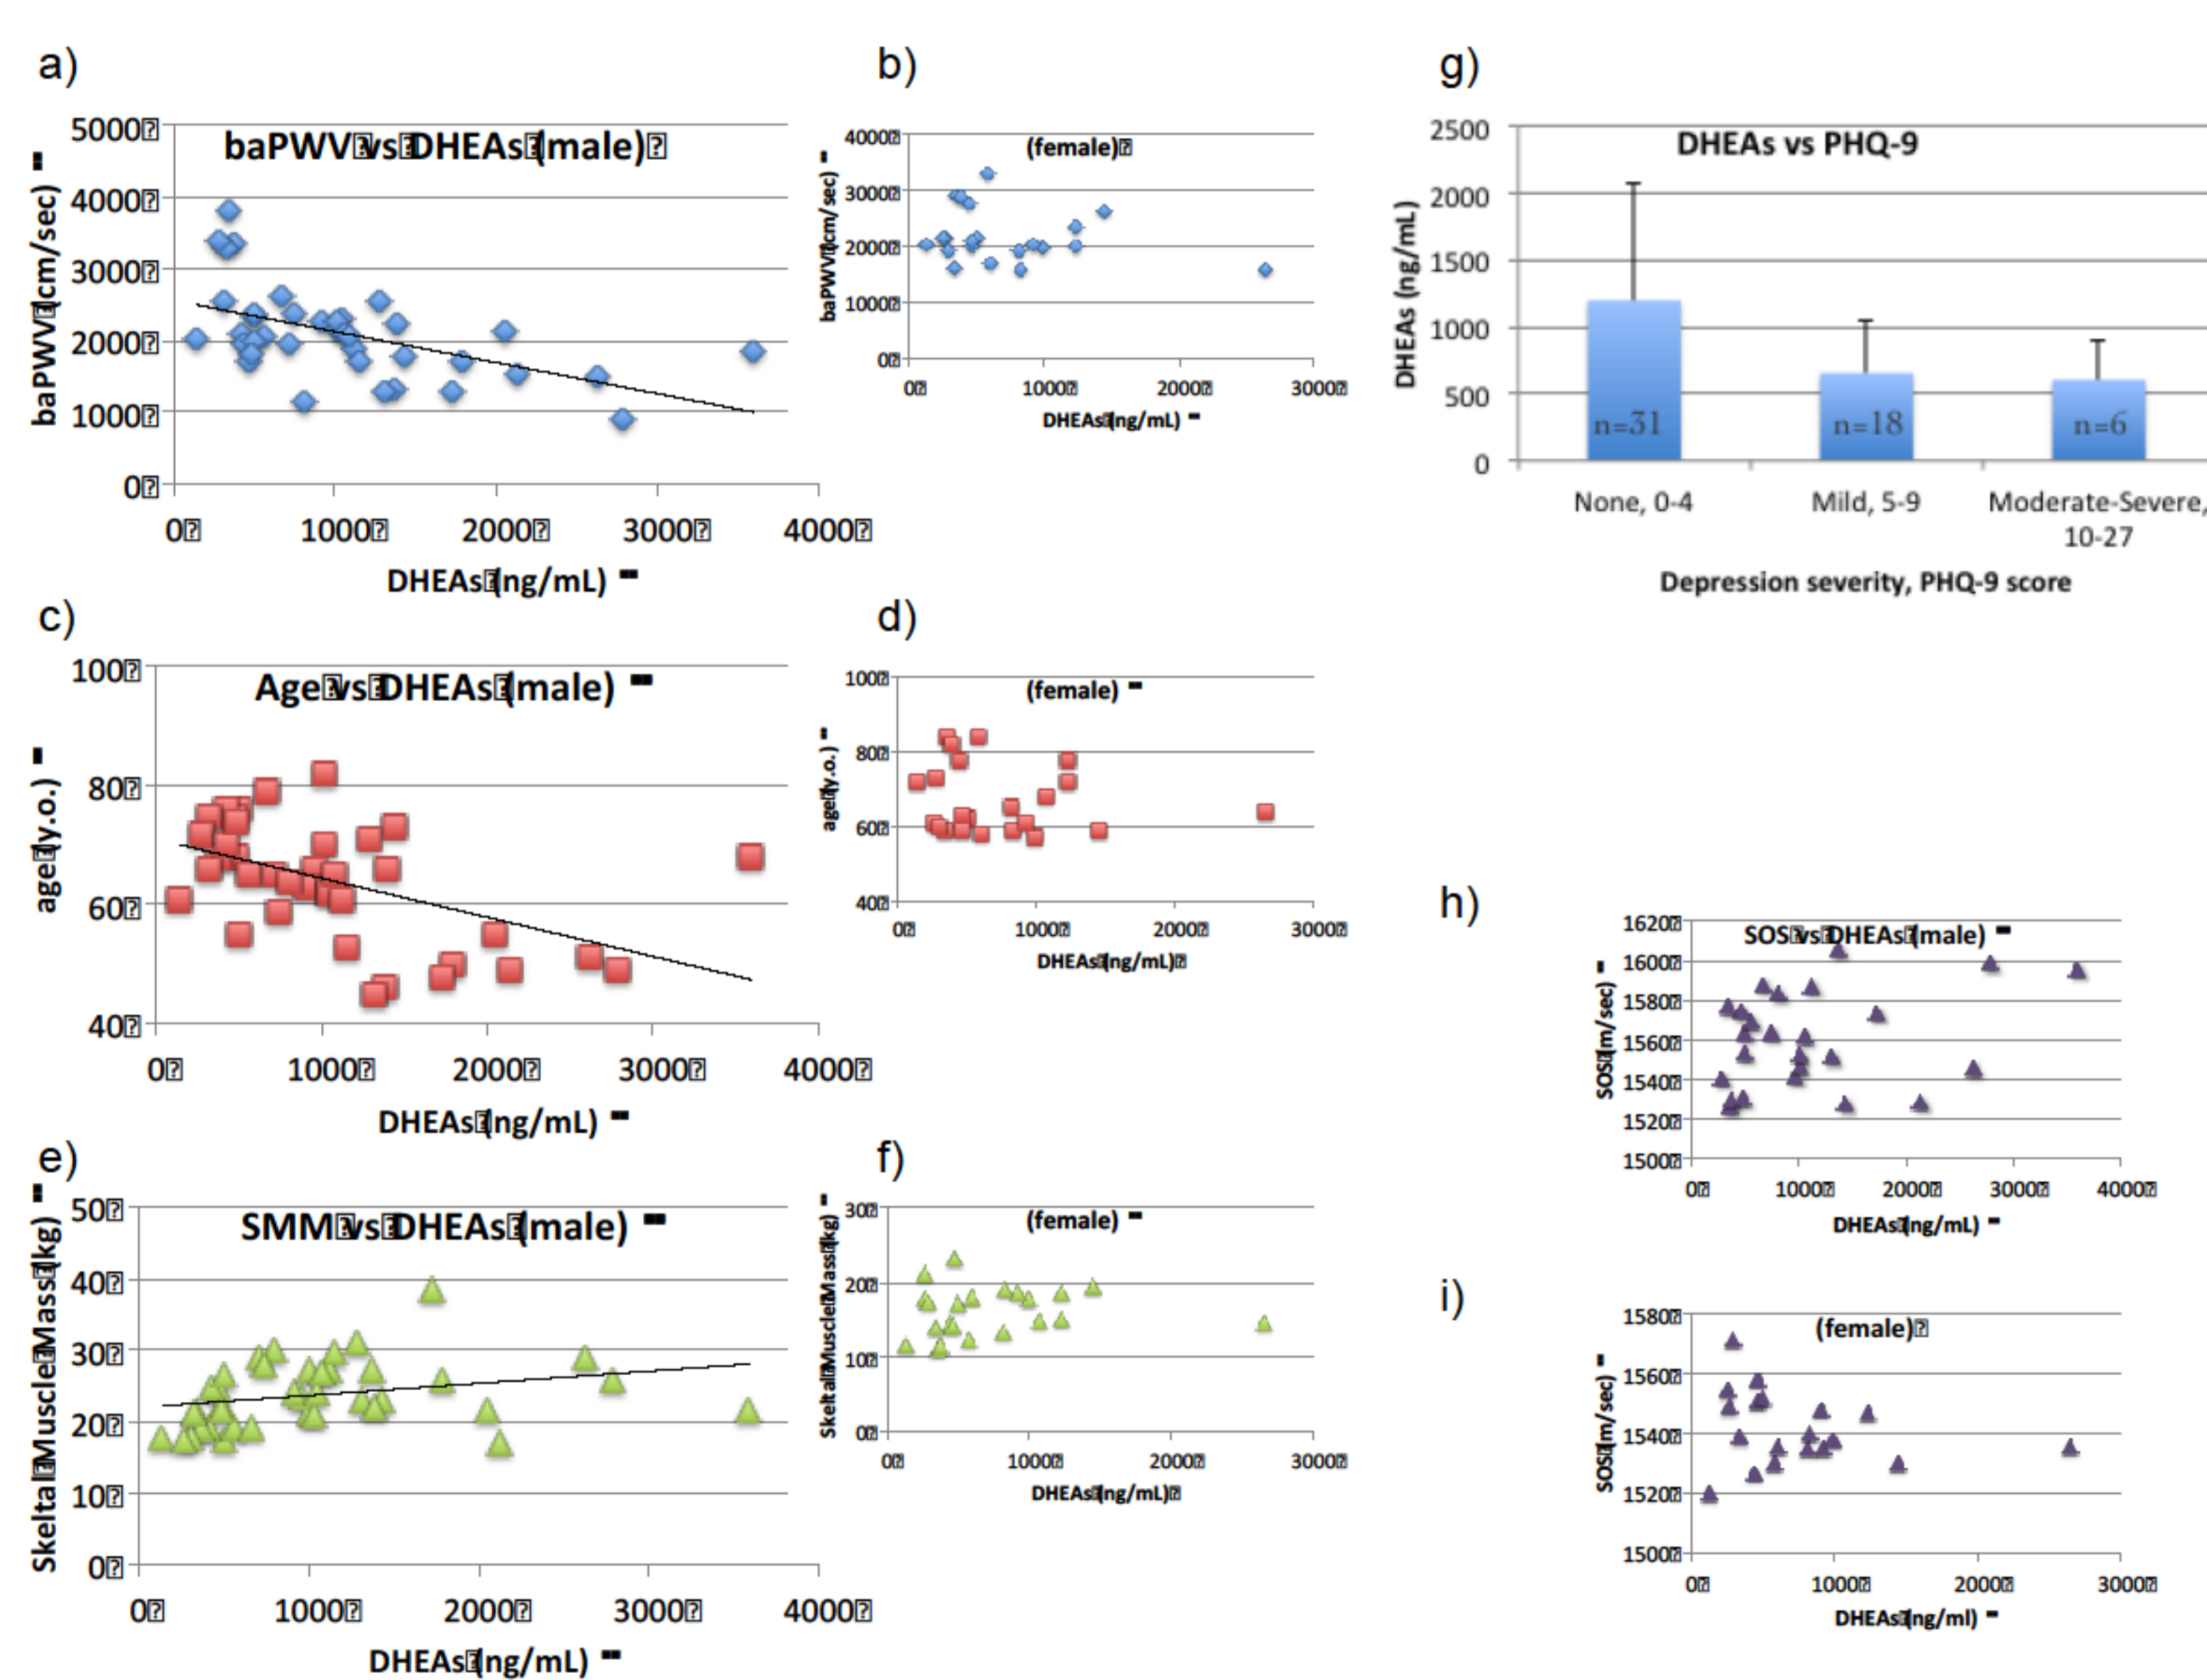 a)
baPWV vs DHEAs (male)
5000
4000
3000
2000
1000
0
baPWV (cm/sec)
0 1000 2000 3000 4000
DHEAs (ng/mL)
b)
(female)
4000
3000
2000
1000
0
baPWV (cm/sec)
0 1000 2000 3000
DHEAs (ng/mL)
c)
Age vs DHEAs (male)
100
80
60
40
age (y.o.)
0 1000 2000 3000 4000
DHEAs (ng/mL)
d)
(female)
100
80
60
40
age (y.o.)
0 1000 2000 3000
DHEAs (ng/mL)
e)
SMM vs DHEAs (male)
50
40
30
20
10
0
Skeltal Muscle Mass (kg)
0 1000 2000 3000 4000
DHEAs (ng/mL)
f)
(female)
30
20
10
0
Skeltal Muscle Mass (kg)
0 1000 2000 3000
DHEAs (ng/mL)
g)
DHEAs vs PHQ-9
2500
2000
1500
1000
500
0
DHEAs (ng/mL)
n=31 n=18 n=6
None, 0-4 Mild, 5-9 Moderate-Severe,
10-27
Depression severity, PHQ-9 score
h)
SOS vs DHEAs (male)
1620
1600
1580
1560
1540
1520
1500
SOS (m/sec)
0 1000 2000 3000 4000
DHEAs (ng/mL)
i)
(female)
1580
1560
1540
1520
1500
SOS (m/sec)
0 1000 2000 3000
DHEAs (ng/ml)